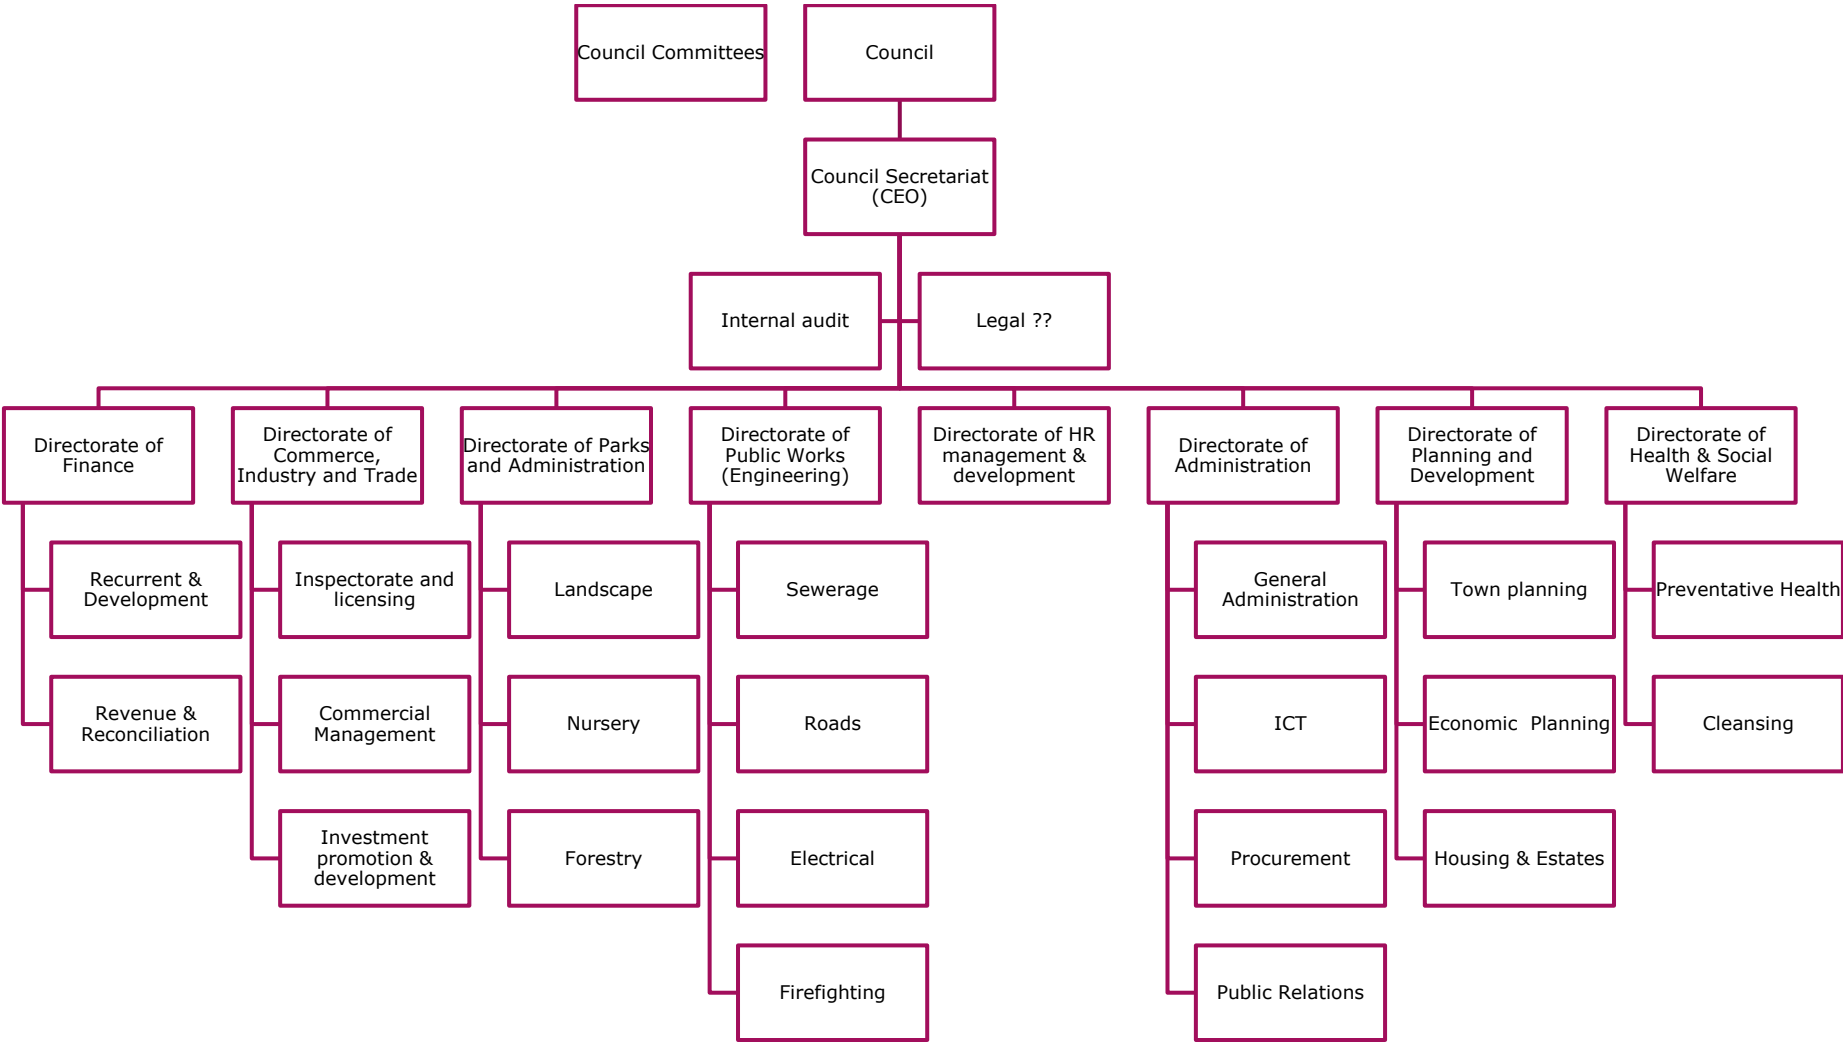 Council Committees
Council
Council Secretariat
(CEO)
Internal audit
Legal ??
Directorate of
Finance
Directorate of
Commerce,
Industry and Trade
Directorate of Parks
and Administration
Directorate of
Public Works
(Engineering)
Directorate of HR
management &
development
Directorate of
Administration
Directorate of
Planning and
Development
Directorate of
Health & Social
Welfare
Recurrent &
Development
Inspectorate and
licensing
Landscape
Sewerage
General
Administration
Town planning
Preventative Health
Revenue &
Reconciliation
Commercial
Management
Nursery
Roads
ICT
Economic  Planning
Cleansing
Investment
promotion &
development
Forestry
Electrical
Procurement
Housing & Estates
Firefighting
Public Relations